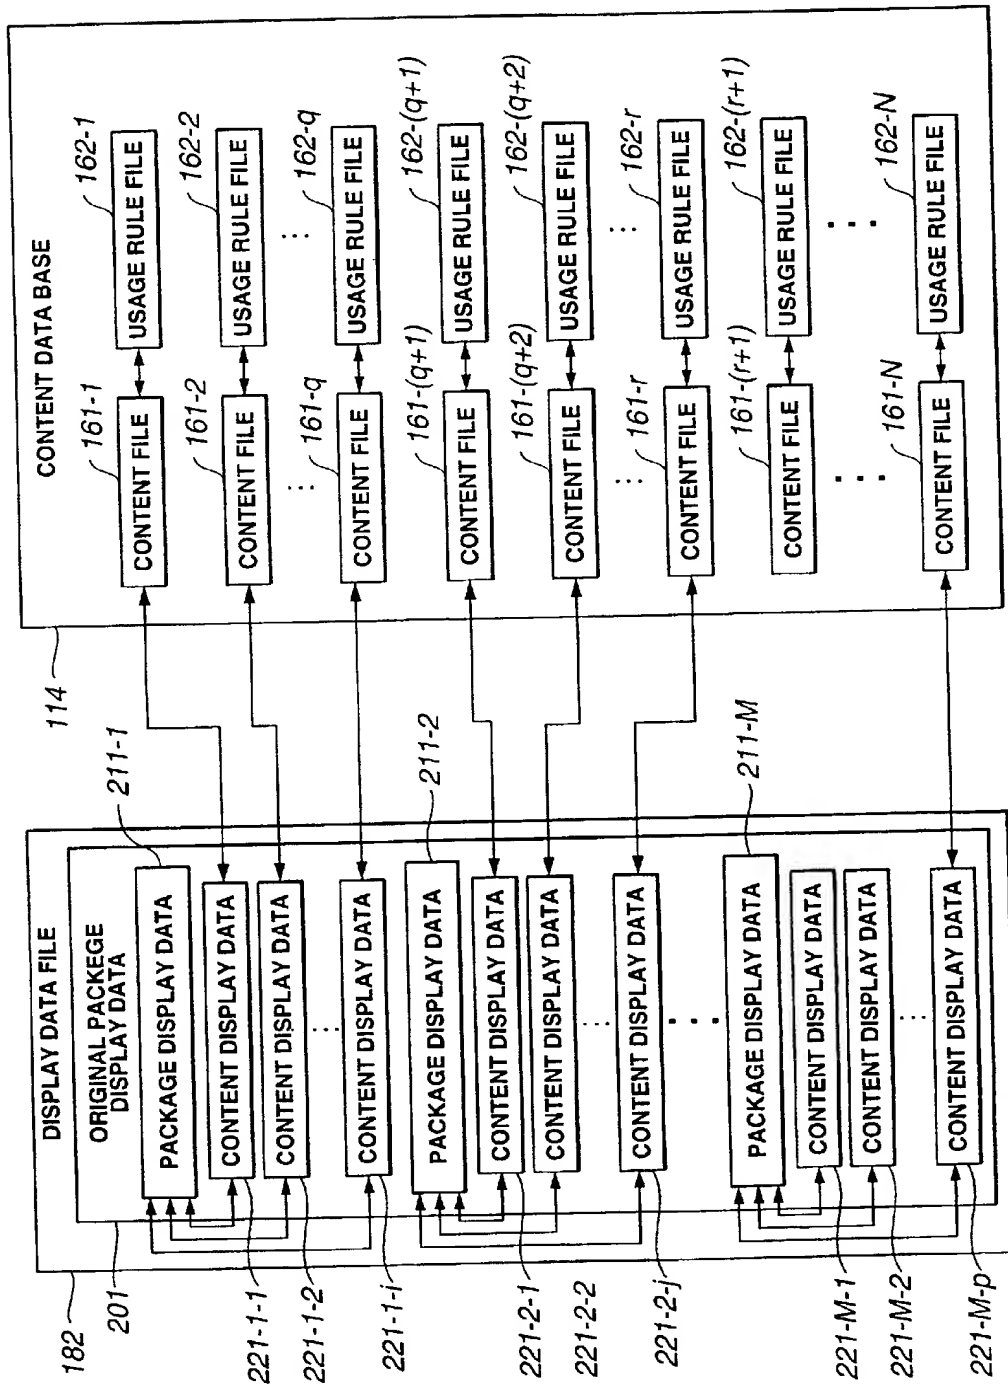 DISPLAY DATA FILE
ORIGINAL PACKEGE
DISPLAY DATA
182
201
PACKAGE DISPLAY DATA
211-1
CONTENT DISPLAY DATA
221-1-1
CONTENT DISPLAY DATA
221-1-2
...
CONTENT DISPLAY DATA
221-1-i
PACKAGE DISPLAY DATA
211-2
CONTENT DISPLAY DATA
221-2-1
CONTENT DISPLAY DATA
221-2-2
...
CONTENT DISPLAY DATA
221-2-j
...
PACKAGE DISPLAY DATA
211-M
CONTENT DISPLAY DATA
221-M-1
CONTENT DISPLAY DATA
221-M-2
...
CONTENT DISPLAY DATA
221-M-p
CONTENT DATA BASE
114
161-1
CONTENT FILE
162-1
USAGE RULE FILE
161-2
CONTENT FILE
162-2
USAGE RULE FILE
...
...
161-q
CONTENT FILE
162-q
USAGE RULE FILE
161-(q+1)
CONTENT FILE
162-(q+1)
USAGE RULE FILE
161-(q+2)
CONTENT FILE
162-(q+2)
USAGE RULE FILE
...
...
161-r
CONTENT FILE
162-r
USAGE RULE FILE
161-(r+1)
CONTENT FILE
162-(r+1)
USAGE RULE FILE
...
...
161-N
CONTENT FILE
162-N
USAGE RULE FILE